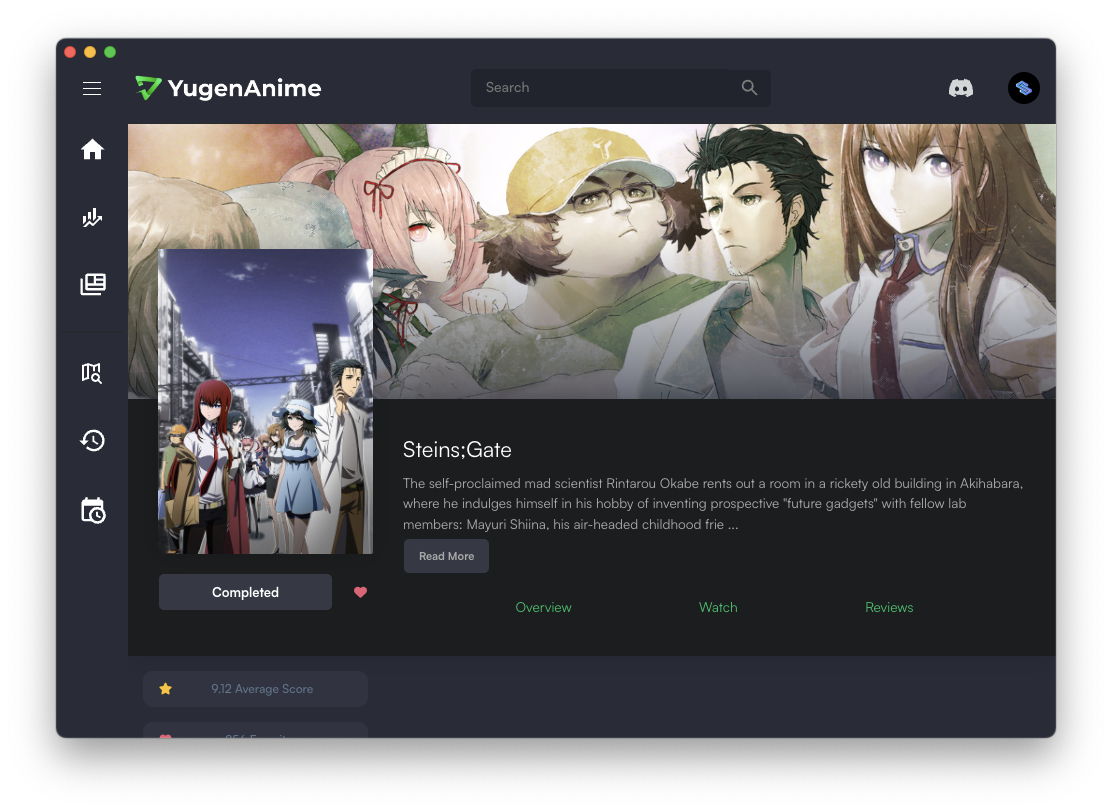 YugenAnime
Search
Steins;Gate
The self-proclaimed mad scientist Rintarou Okabe rents out a room in a rickety old building in Akihabara,
where he indulges himself in his hobby of inventing prospective "future gadgets" with fellow lab
members: Mayuri Shiina, his air-headed childhood frie ...
Read More
Completed
Overview
Watch
Reviews
9.12 Average Score